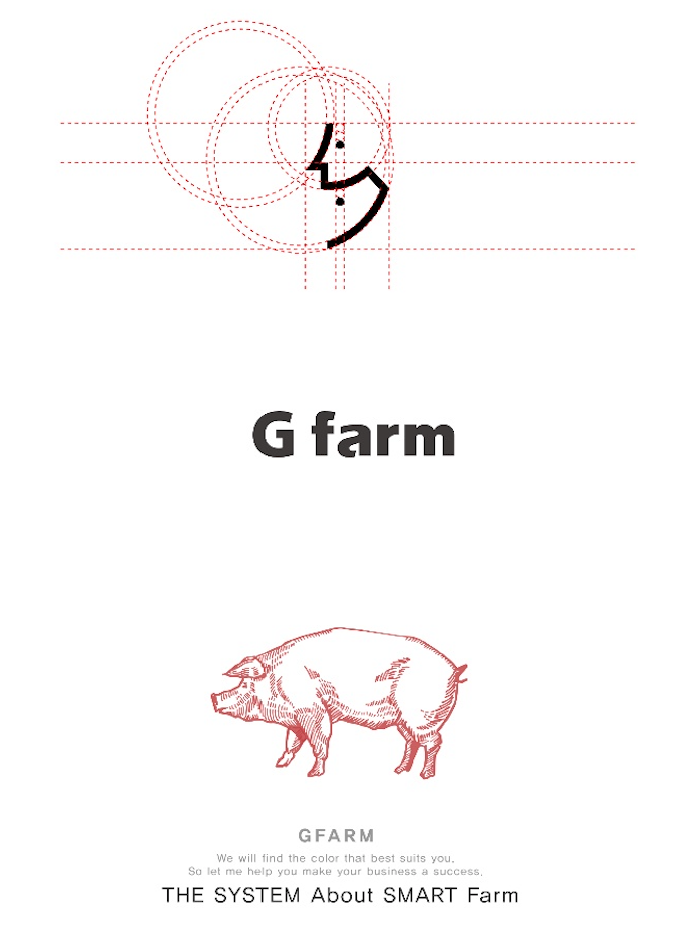 G farm
GFARM
We will find the color that best suits you,
So let me help you make your business a success,
THE SYSTEM About SMART Farm